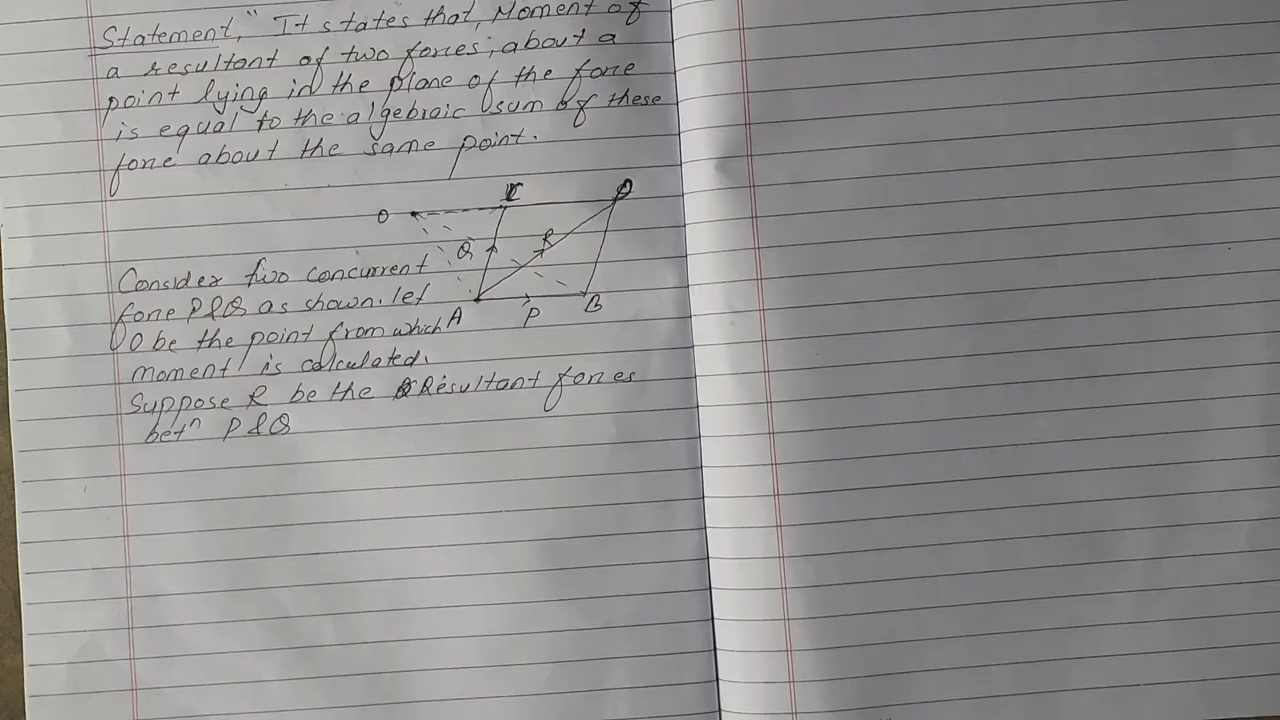 Statement, "It states that, Moment of
a resultant of two forces, about a
point lying in the plane of the force
is equal to the algebraic sum of these
force about the same point.
O
Q
R
A
P
B
Consider two concurrent
force P&Q as shown. let
O be the point from which
moment is calculated.
Suppose R be the Resultant forces
betn P&Q